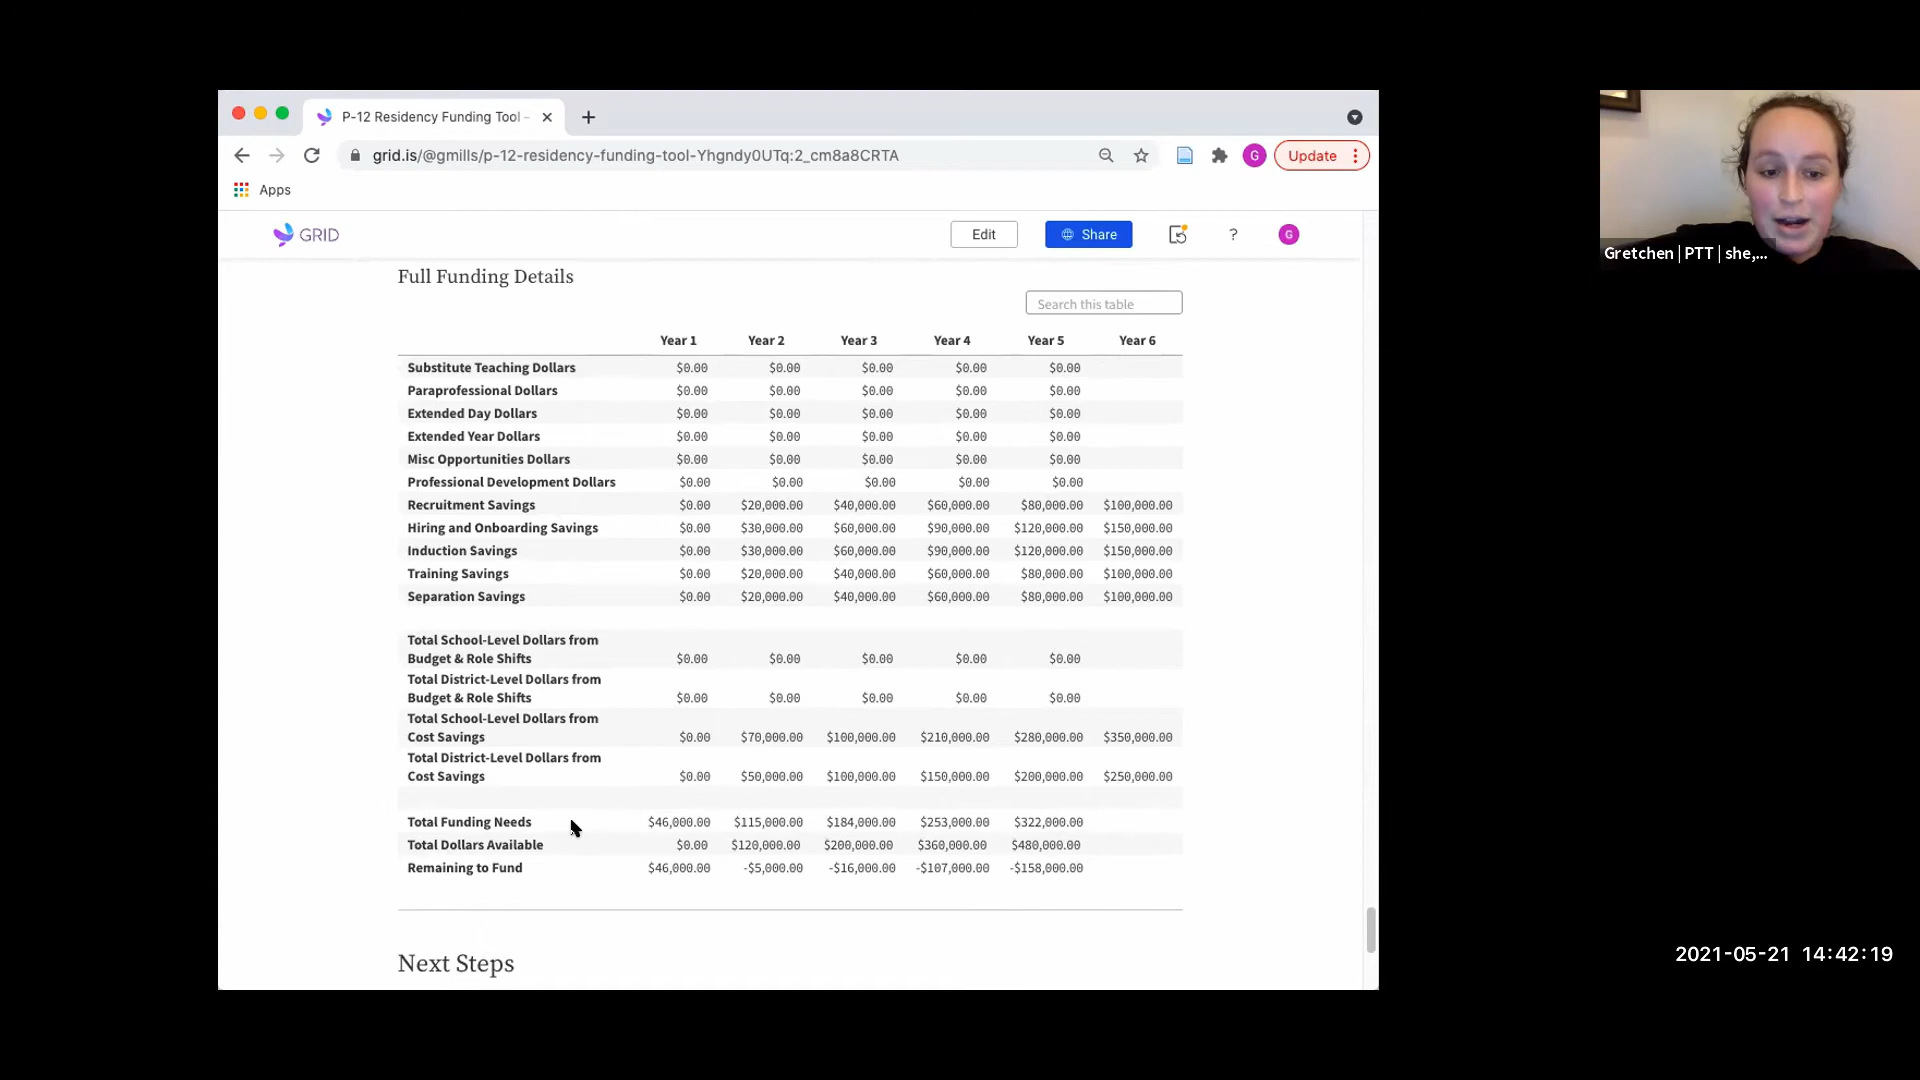 P-12 Residency Funding Tool -
grid.is/@gmills/p-12-residency-funding-tool-Yhgndy0UTq:2_cm8a8CRTA
G
Update
Apps
GRID
Edit
Share
?
G
Full Funding Details
Search this table
Year 1 Year 2 Year 3 Year 4 Year 5 Year 6
Substitute Teaching Dollars $0.00 $0.00 $0.00 $0.00 $0.00
Paraprofessional Dollars $0.00 $0.00 $0.00 $0.00 $0.00
Extended Day Dollars $0.00 $0.00 $0.00 $0.00 $0.00
Extended Year Dollars $0.00 $0.00 $0.00 $0.00 $0.00
Misc Opportunities Dollars $0.00 $0.00 $0.00 $0.00 $0.00
Professional Development Dollars $0.00 $0.00 $0.00 $0.00 $0.00
Recruitment Savings $0.00 $20,000.00 $40,000.00 $60,000.00 $80,000.00 $100,000.00
Hiring and Onboarding Savings $0.00 $30,000.00 $60,000.00 $90,000.00 $120,000.00 $150,000.00
Induction Savings $0.00 $30,000.00 $60,000.00 $90,000.00 $120,000.00 $150,000.00
Training Savings $0.00 $20,000.00 $40,000.00 $60,000.00 $80,000.00 $100,000.00
Separation Savings $0.00 $20,000.00 $40,000.00 $60,000.00 $80,000.00 $100,000.00
Total School-Level Dollars from
Budget & Role Shifts $0.00 $0.00 $0.00 $0.00 $0.00
Total District-Level Dollars from
Budget & Role Shifts $0.00 $0.00 $0.00 $0.00 $0.00
Total School-Level Dollars from
Cost Savings $0.00 $70,000.00 $100,000.00 $210,000.00 $280,000.00 $350,000.00
Total District-Level Dollars from
Cost Savings $0.00 $50,000.00 $100,000.00 $150,000.00 $200,000.00 $250,000.00
Total Funding Needs $46,000.00 $115,000.00 $184,000.00 $253,000.00 $322,000.00
Total Dollars Available $0.00 $120,000.00 $200,000.00 $360,000.00 $480,000.00
Remaining to Fund $46,000.00 -$5,000.00 -$16,000.00 -$107,000.00 -$158,000.00
Next Steps
Gretchen | PTT | she,...
2021-05-21 14:42:19